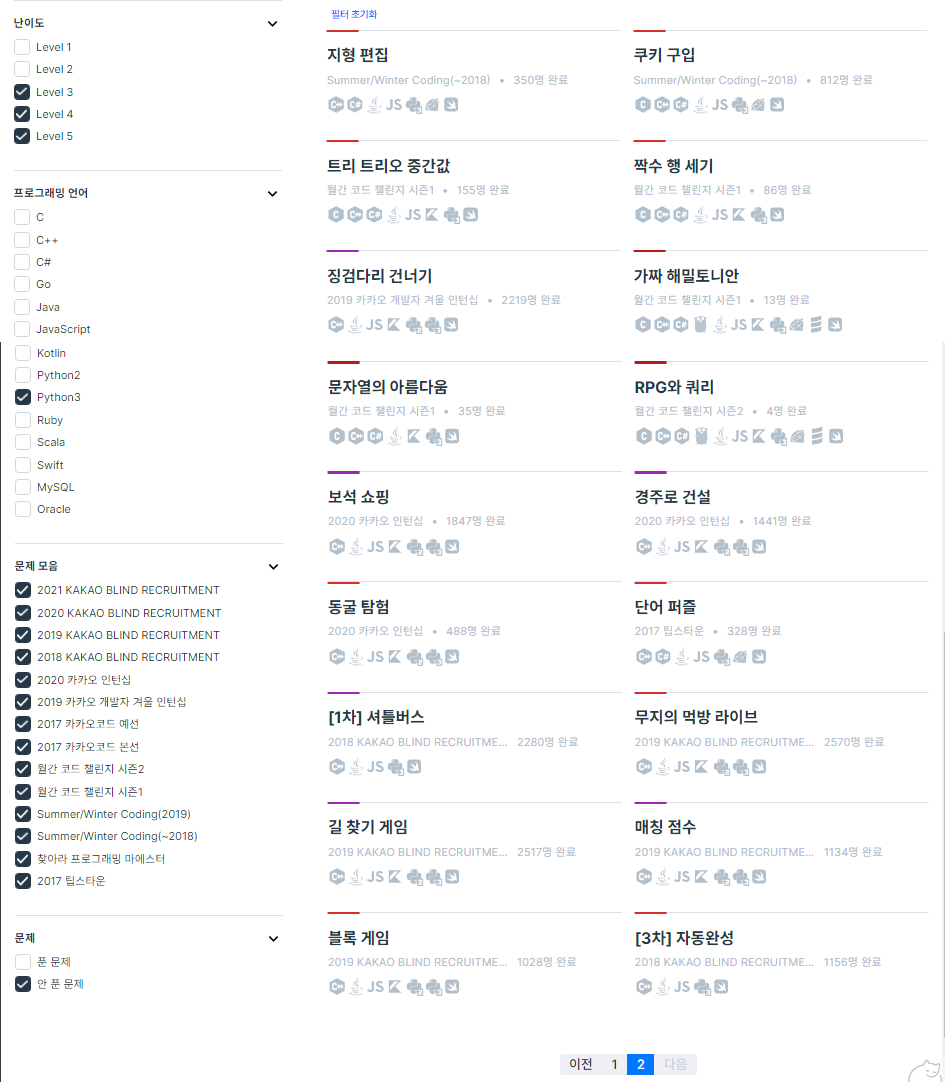 난이도
Level 1
Level 2
Level 3
Level 4
Level 5
프로그래밍 언어
C
C++
C#
Go
Java
JavaScript
Kotlin
Python2
Python3
Ruby
Scala
Swift
MySQL
Oracle
문제 모음
2021 KAKAO BLIND RECRUITMENT
2020 KAKAO BLIND RECRUITMENT
2019 KAKAO BLIND RECRUITMENT
2018 KAKAO BLIND RECRUITMENT
2020 카카오 인턴십
2019 카카오 개발자 겨울 인턴십
2017 카카오코드 예선
2017 카카오코드 본선
월간 코드 챌린지 시즌2
월간 코드 챌린지 시즌1
Summer/Winter Coding(2019)
Summer/Winter Coding(~2018)
찾아라 프로그래밍 마에스터
2017 팁스타운
문제
푼 문제
안 푼 문제
필터 초기화
지형 편집
Summer/Winter Coding(~2018) • 350명 완료
C++ C# JS
쿠키 구입
Summer/Winter Coding(~2018) • 812명 완료
C C++ C# JS
트리 트리오 중간값
월간 코드 챌린지 시즌1 • 155명 완료
C C++ C# JS
짝수 행 세기
월간 코드 챌린지 시즌1 • 86명 완료
C C++ C# JS
징검다리 건너기
2019 카카오 개발자 겨울 인턴십 • 2219명 완료
C++ JS
가짜 해밀토니안
월간 코드 챌린지 시즌1 • 13명 완료
C C++ C# JS
문자열의 아름다움
월간 코드 챌린지 시즌1 • 35명 완료
C C++ C#
RPG와 쿼리
월간 코드 챌린지 시즌2 • 4명 완료
C C++ C# JS
보석 쇼핑
2020 카카오 인턴십 • 1847명 완료
C++ JS
경주로 건설
2020 카카오 인턴십 • 1441명 완료
C++ JS
동굴 탐험
2020 카카오 인턴십 • 488명 완료
C++ JS
단어 퍼즐
2017 팁스타운 • 328명 완료
C++ C# JS
[1차] 셔틀버스
2018 KAKAO BLIND RECRUITME... 2280명 완료
C++ JS
무지의 먹방 라이브
2019 KAKAO BLIND RECRUITME... 2570명 완료
C++ JS
길 찾기 게임
2019 KAKAO BLIND RECRUITME... 2517명 완료
C++ JS
매칭 점수
2019 KAKAO BLIND RECRUITME... 1134명 완료
C++ JS
블록 게임
2019 KAKAO BLIND RECRUITME... 1028명 완료
C++ JS
[3차] 자동완성
2018 KAKAO BLIND RECRUITME... 1156명 완료
C++ JS
이전 1 2 다음